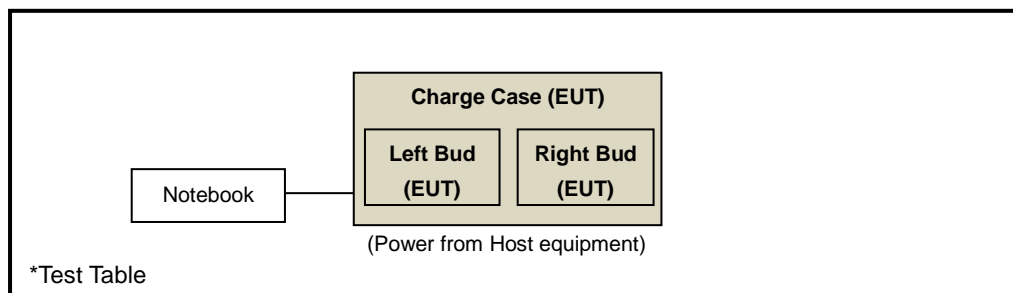 Charge Case (EUT)
Left Bud
(EUT)
Right Bud
(EUT)
Notebook
(Power from Host equipment)
*Test Table